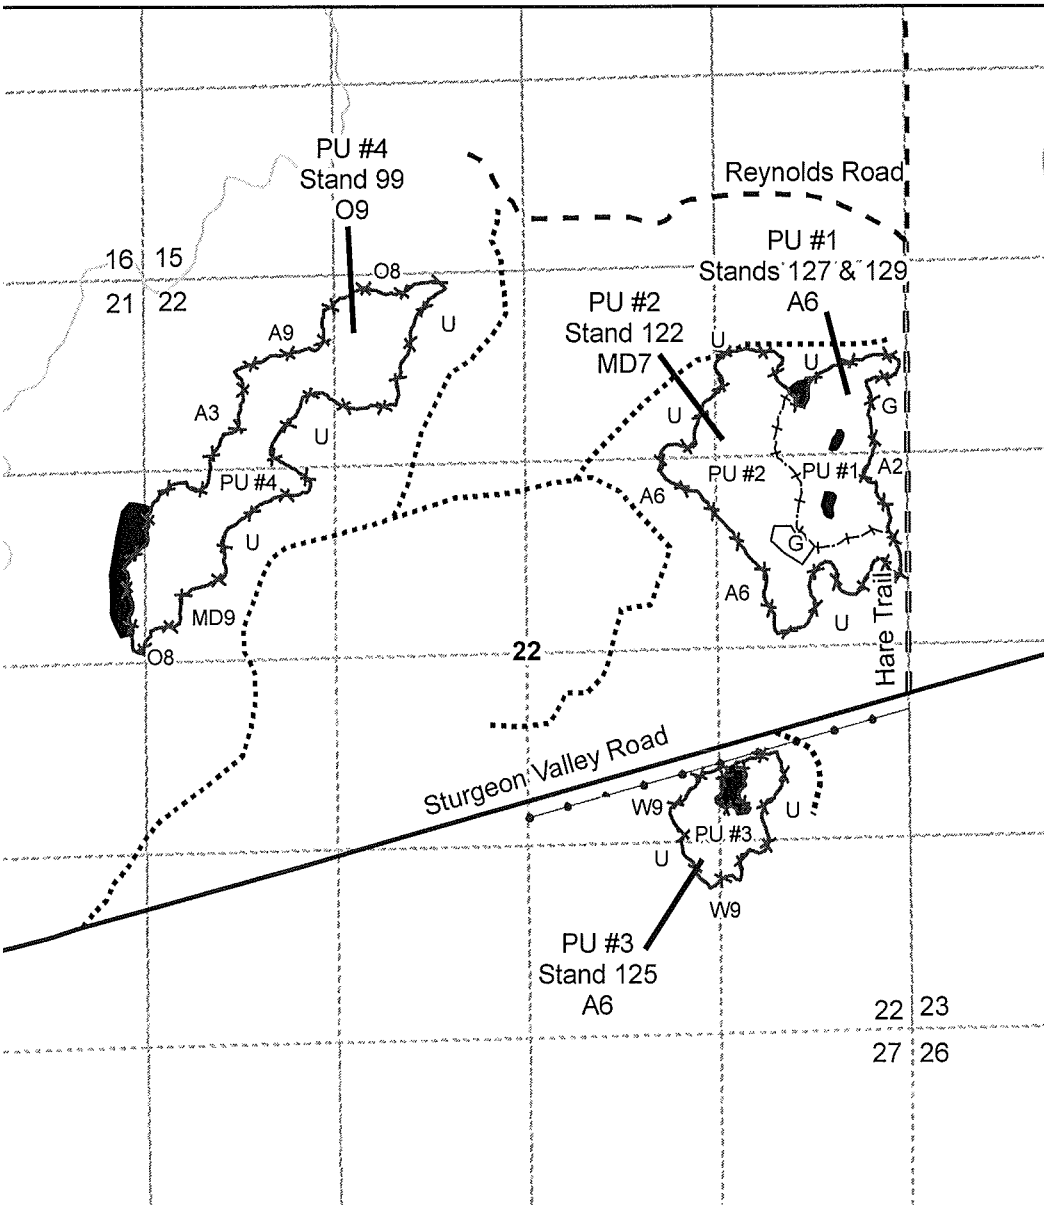 PU #4
Stand 99
O9
Reynolds Road
PU #1
Stands 127 & 129
A6
16 15
21 22
O8
PU #2
Stand 122
MD7
U
A9
U
U
A3
U
G
U
PU #4
PU #2
PU #1
A2
A6
U
G
MD9
A6
U
O8
22
Hare Trail
Sturgeon Valley Road
W9
U
PU #3
U
W9
PU #3
Stand 125
A6
22 23
27 26